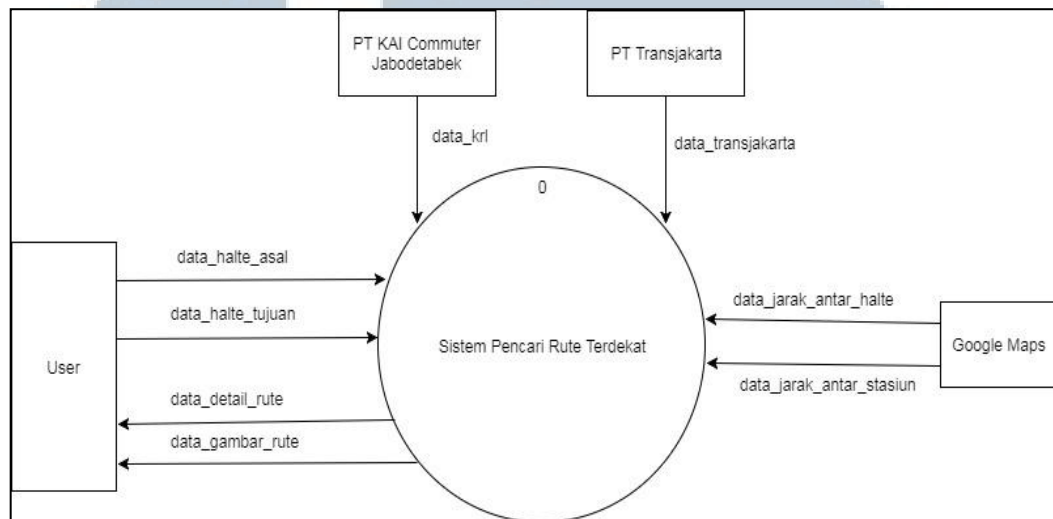 PT KAI Commuter
Jabodetabek
PT Transjakarta
data_krl
data_transjakarta
0
data_halte_asal
data_halte_tujuan
data_jarak_antar_halte
User
Sistem Pencari Rute Terdekat
Google Maps
data_jarak_antar_stasiun
data_detail_rute
data_gambar_rute